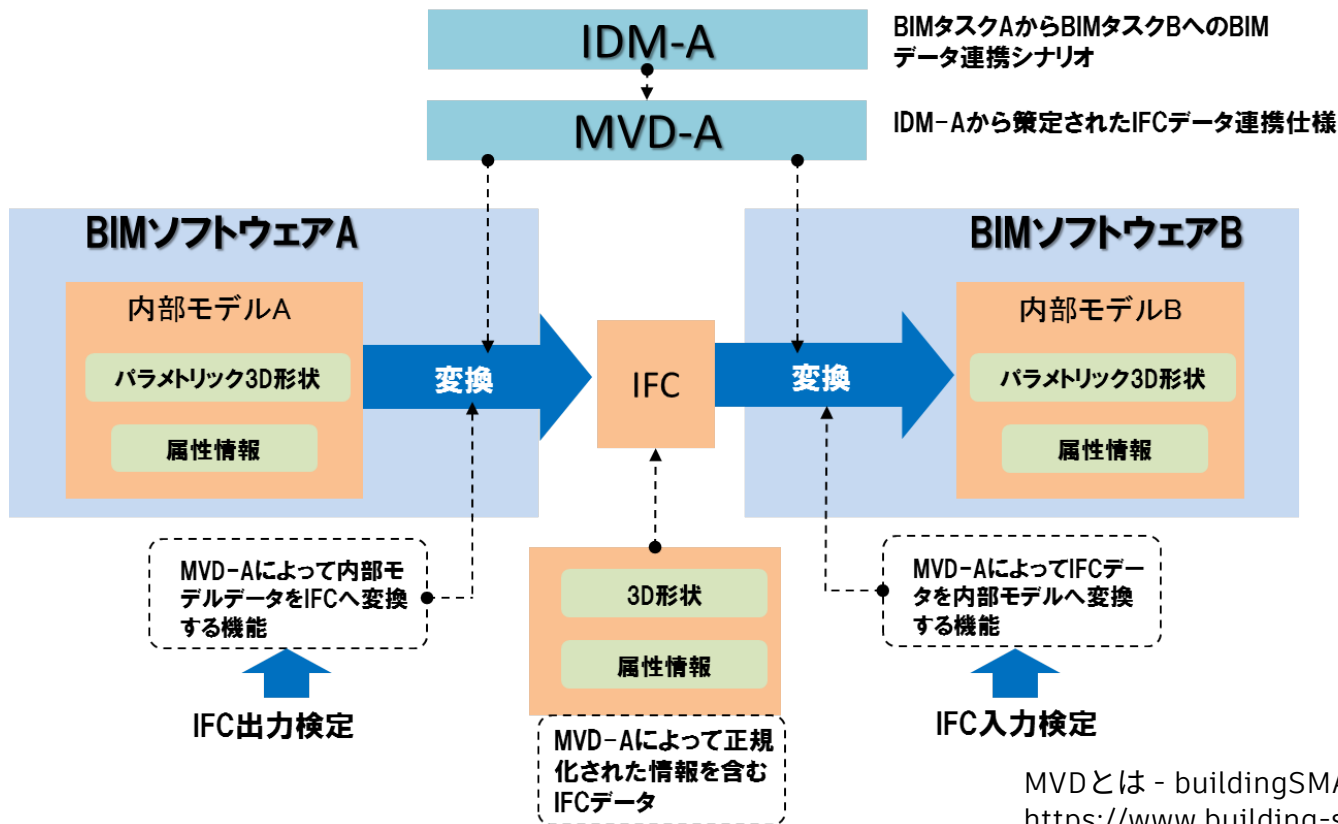 IDM-A
BIMタスクAからBIMタスクBへのBIM
データ連携シナリオ
MVD-A
IDM-Aから策定されたIFCデータ連携仕様
BIMソフトウェアA
BIMソフトウェアB
内部モデルA
パラメトリック3D形状
属性情報
変換
IFC
変換
内部モデルB
パラメトリック3D形状
属性情報
MVD-Aによって内部モ
デルデータをIFCへ変換
する機能
IFC出力検定
3D形状
属性情報
MVD-Aによって正規
化された情報を含む
IFCデータ
MVD-AによってIFCデー
タを内部モデルへ変換
する機能
IFC入力検定
MVDとは - buildingSMA
https://www.building-s